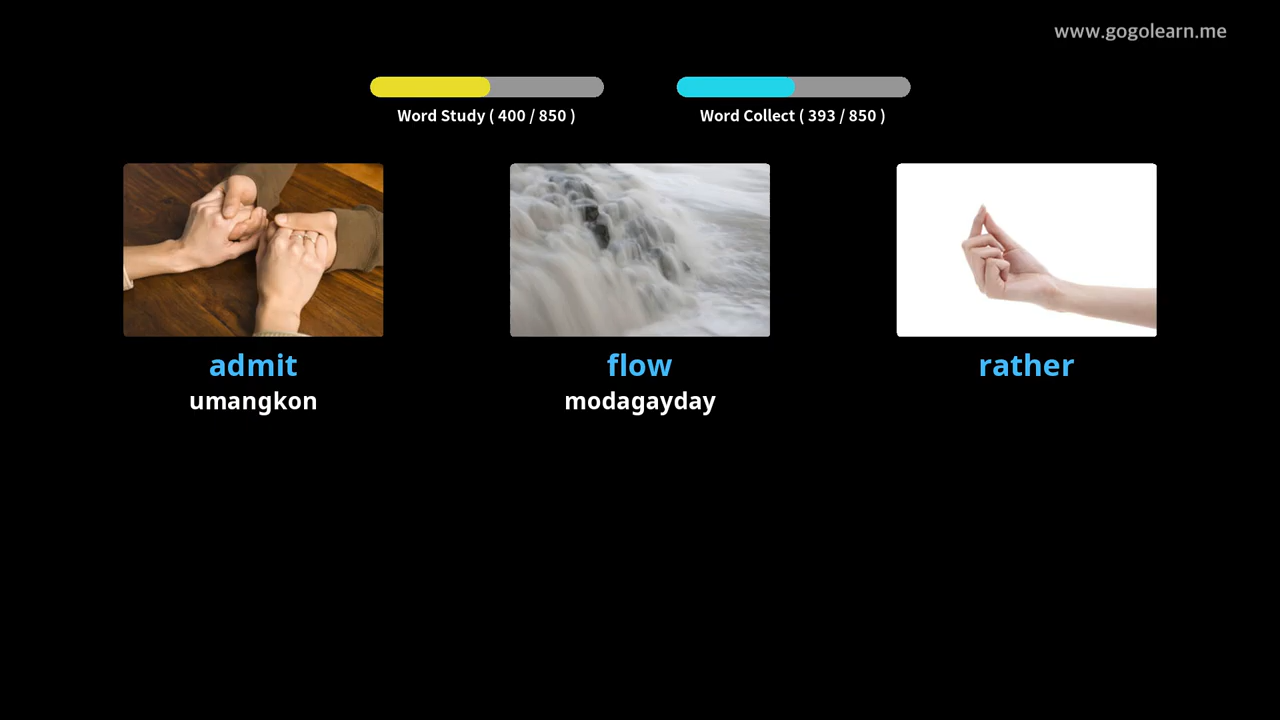 www.gogolearn.me
Word Study ( 400 / 850 )
Word Collect ( 393 / 850 )
admit
umangkon
flow
modagayday
rather